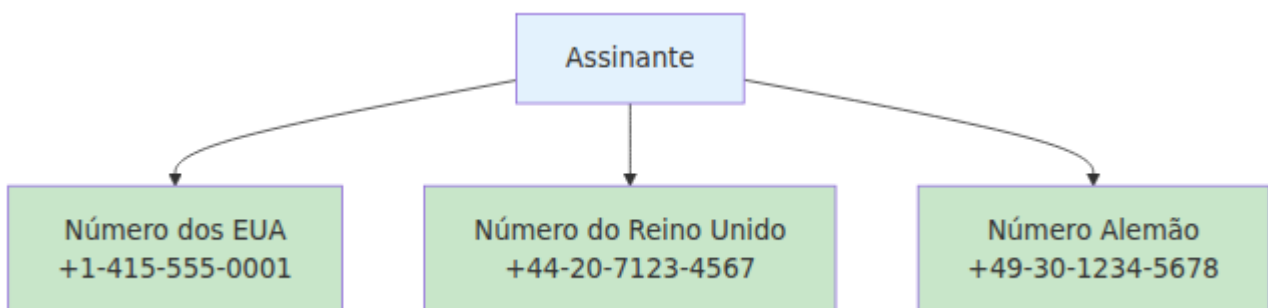 Assinante
Número dos EUA
+1-415-555-0001
Número do Reino Unido
+44-20-7123-4567
Número Alemão
+49-30-1234-5678